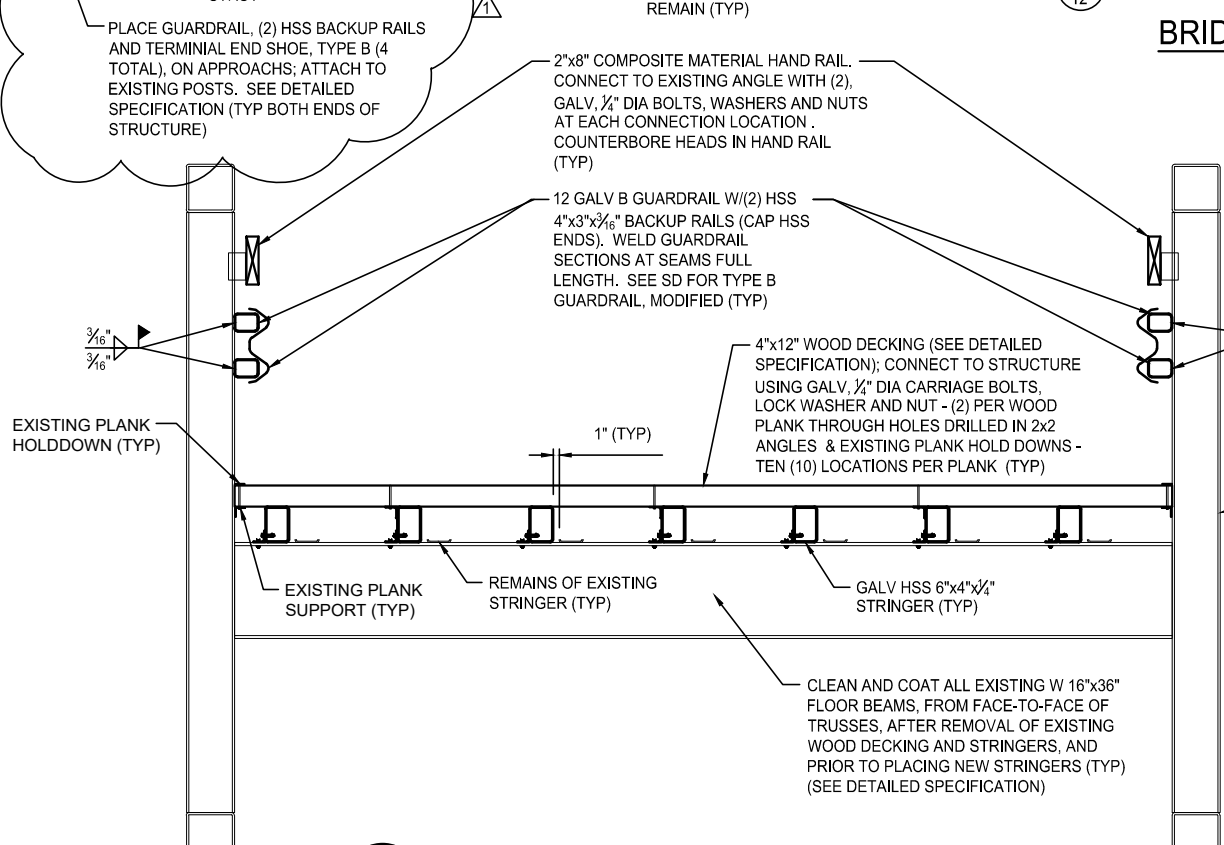 PLACE GUARDRAIL, (2) HSS BACKUP RAILS
AND TERMINIAL END SHOE, TYPE B (4
TOTAL), ON APPROACHS; ATTACH TO
EXISTING POSTS. SEE DETAILED
SPECIFICATION (TYP BOTH ENDS OF
STRUCTURE)
1
REMAIN (TYP)
12
BRID
2"x8" COMPOSITE MATERIAL HAND RAIL.
CONNECT TO EXISTING ANGLE WITH (2),
GALV, 1/4" DIA BOLTS, WASHERS AND NUTS
AT EACH CONNECTION LOCATION .
COUNTERBORE HEADS IN HAND RAIL
(TYP)
12 GALV B GUARDRAIL W/(2) HSS
4"x3"x3/16" BACKUP RAILS (CAP HSS
ENDS). WELD GUARDRAIL
SECTIONS AT SEAMS FULL
LENGTH. SEE SD FOR TYPE B
GUARDRAIL, MODIFIED (TYP)
3/16"
3/16"
4"x12" WOOD DECKING (SEE DETAILED
SPECIFICATION); CONNECT TO STRUCTURE
USING GALV, 1/4" DIA CARRIAGE BOLTS,
LOCK WASHER AND NUT - (2) PER WOOD
PLANK THROUGH HOLES DRILLED IN 2x2
ANGLES & EXISTING PLANK HOLD DOWNS -
TEN (10) LOCATIONS PER PLANK (TYP)
EXISTING PLANK
HOLDDOWN (TYP)
1" (TYP)
EXISTING PLANK
SUPPORT (TYP)
REMAINS OF EXISTING
STRINGER (TYP)
GALV HSS 6"x4"x1/4"
STRINGER (TYP)
CLEAN AND COAT ALL EXISTING W 16"x36"
FLOOR BEAMS, FROM FACE-TO-FACE OF
TRUSSES, AFTER REMOVAL OF EXISTING
WOOD DECKING AND STRINGERS, AND
PRIOR TO PLACING NEW STRINGERS (TYP)
(SEE DETAILED SPECIFICATION)